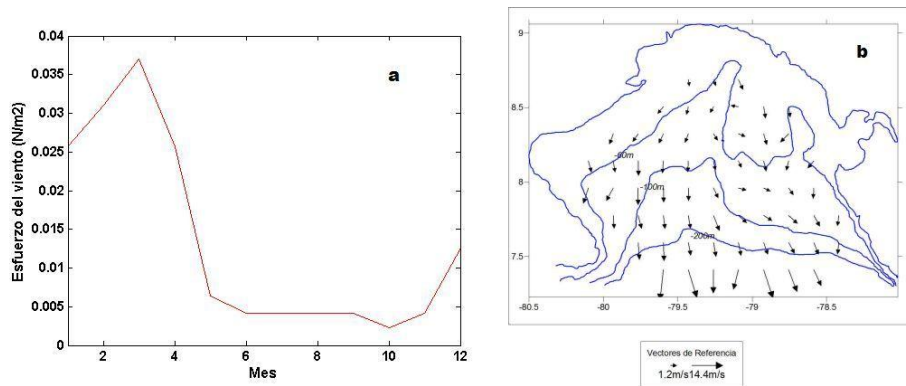 0.04
0.035
0.03
0.025
0.02
0.015
0.01
0.005
0
2 4 6 8 10 12
Esfuerzo del viento (N/m2)
Mes
a
b
9
8.5
8
7.5
-80.5 -80 -79.5 -79 -78.5
-100m
-200m
Vectores de Referencia
1.2m/s14.4m/s